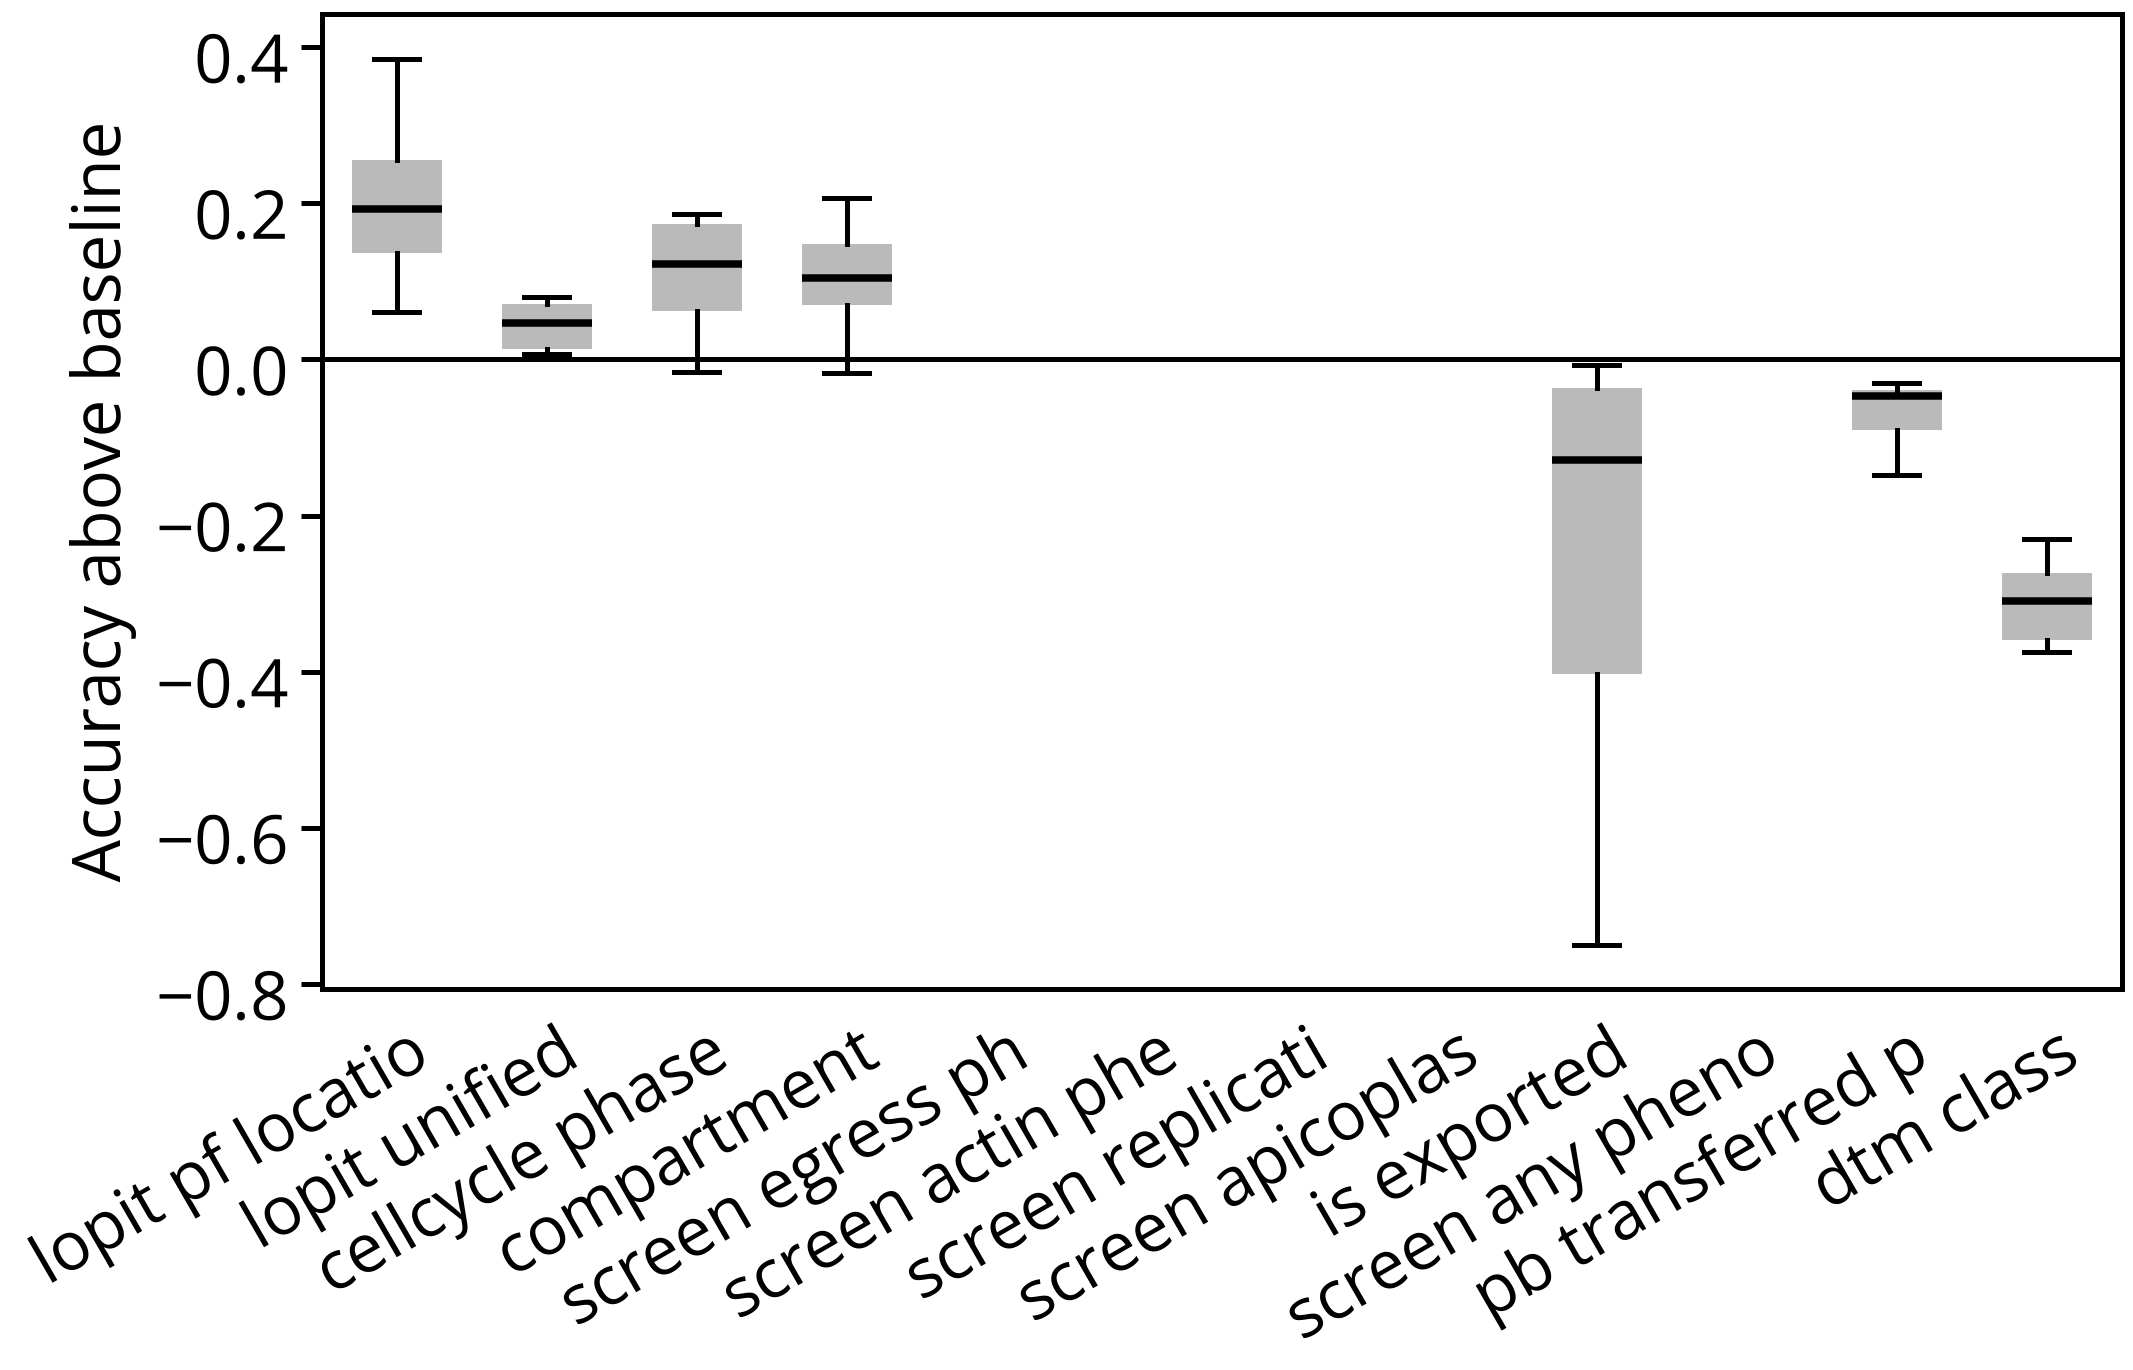 Accuracy above baseline
0.4
0.2
0.0
−0.2
−0.4
−0.6
−0.8
lopit pf locatio
lopit unified
cellcycle phase
compartment
screen egress ph
screen actin phe
screen replicati
screen apicoplas
is exported
screen any pheno
pb transferred p
dtm class